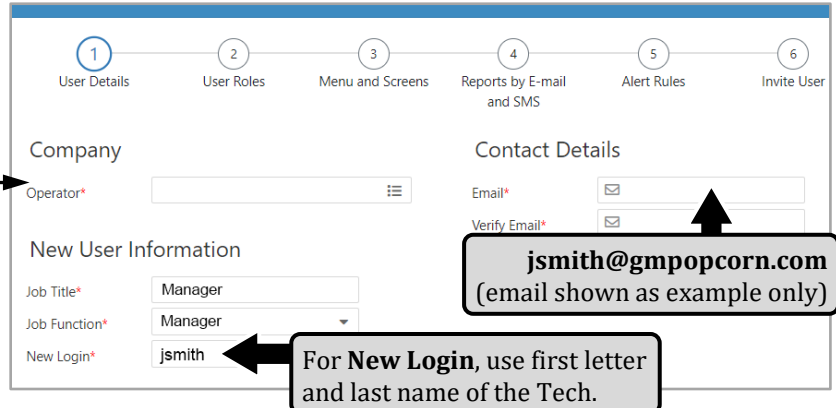 1 2 3 4 5 6
User Details User Roles Menu and Screens Reports by E-mail and SMS Alert Rules Invite User
Company
Operator*
Contact Details
Email*
Verify Email*
jsmith@gmpopcorn.com
(email shown as example only)
New User Information
Job Title* Manager
Job Function* Manager
New Login* jsmith
For New Login, use first letter
and last name of the Tech.